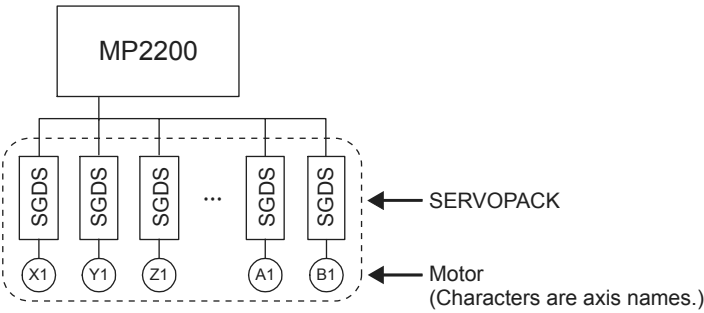 MP2200
SGDS SGDS SGDS ... SGDS SGDS
SERVOPACK
X1 Y1 Z1 A1 B1
Motor
(Characters are axis names.)